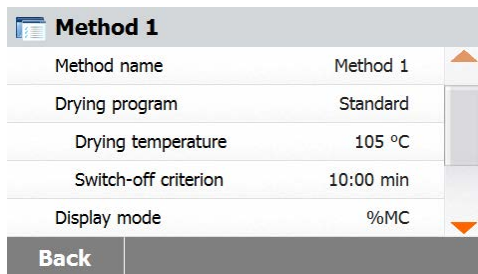 Method 1
Method name Method 1
Drying program Standard
Drying temperature 105 °C
Switch-off criterion 10:00 min
Display mode %MC
Back